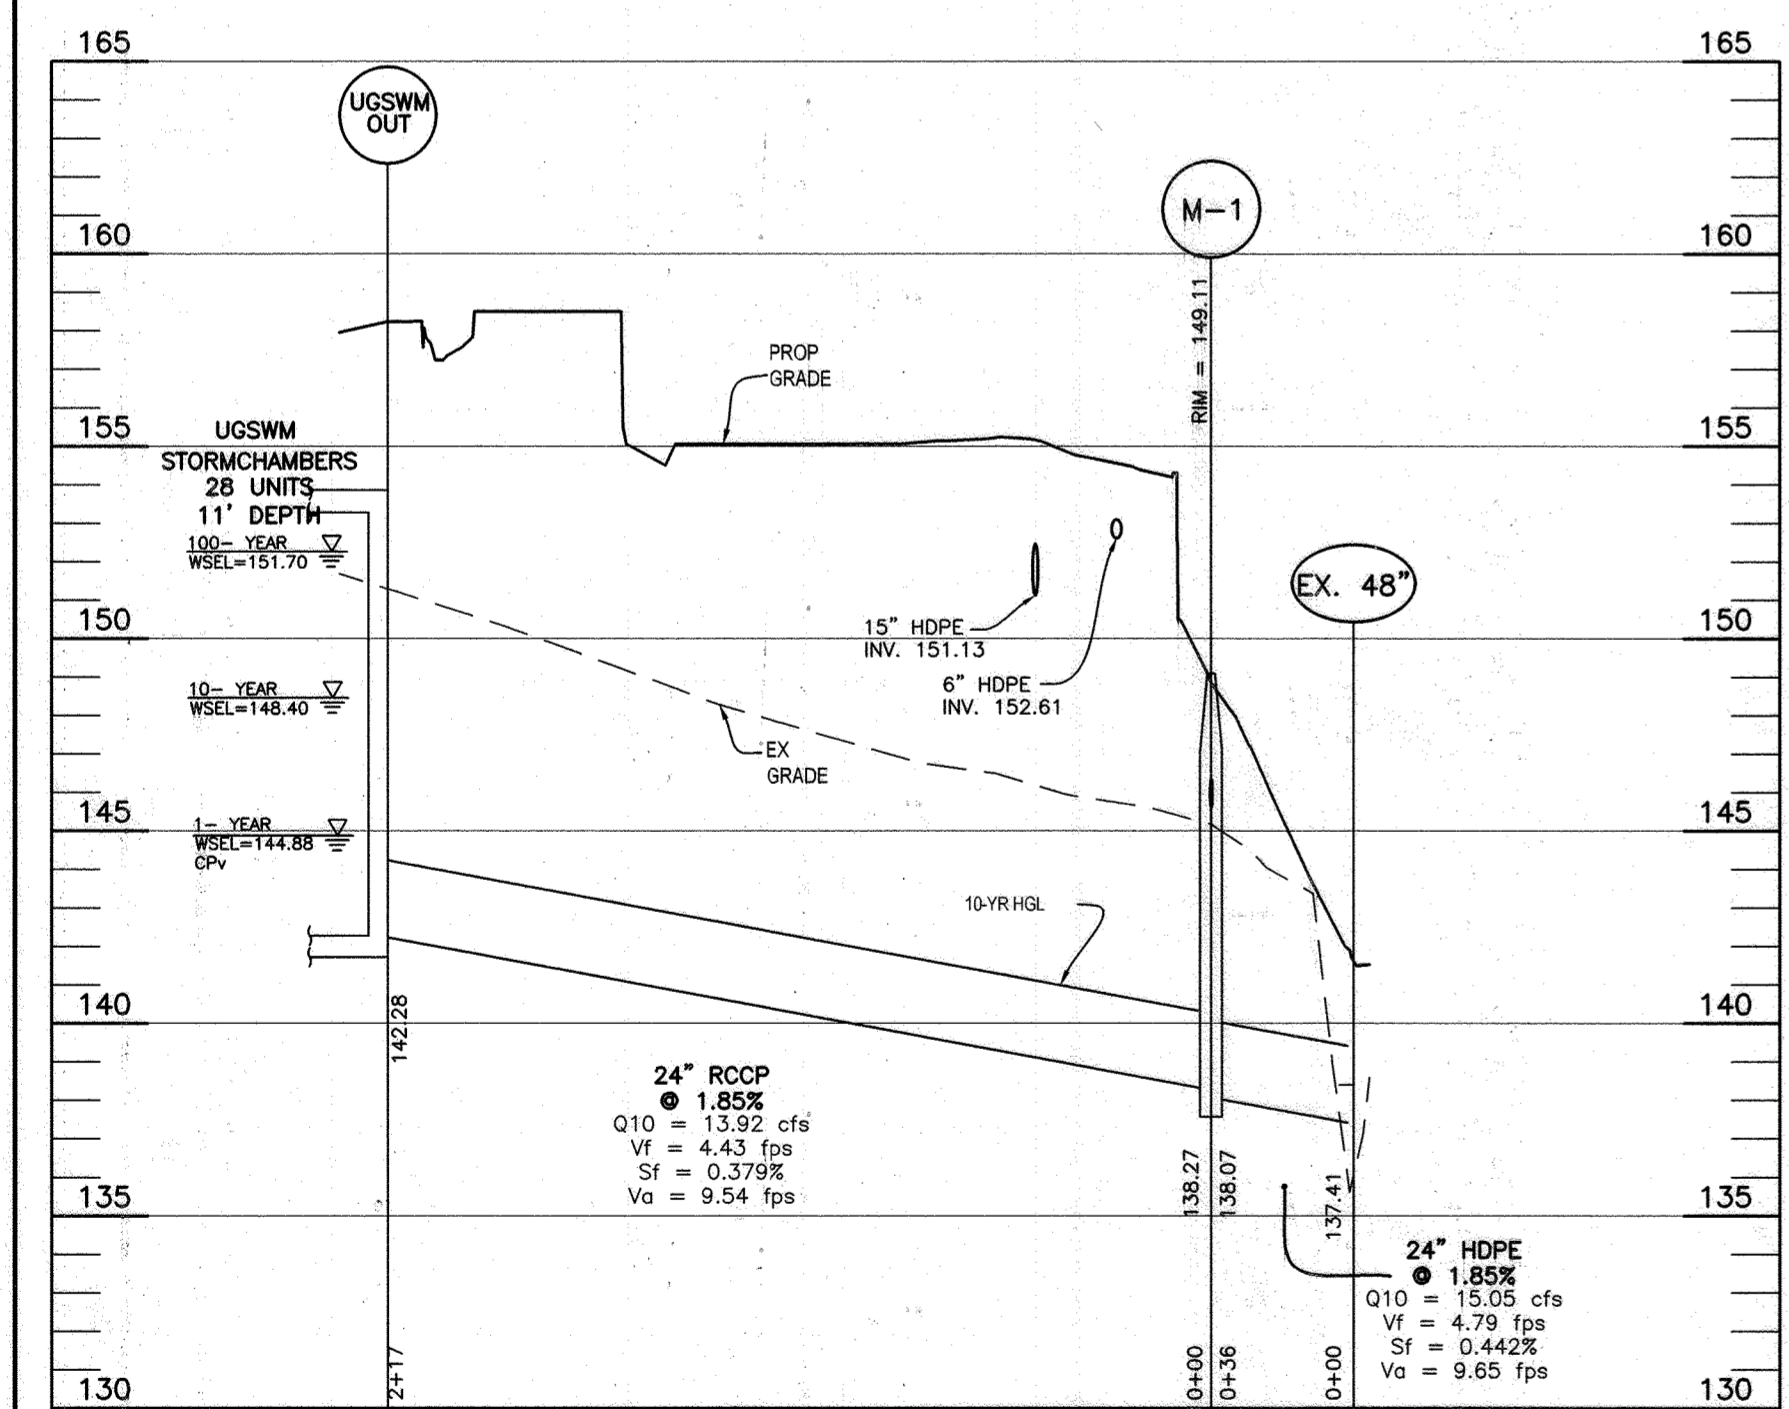 165
165
UGSWM
OUT
M-1
160
160
RIM = 149.11
PROP
GRADE
155
155
UGSWM
STORMCHAMBERS
28 UNITS
11' DEPTH
100- YEAR
WSEL=151.70
EX. 48"
150
150
15" HDPE
INV. 151.13
6" HDPE
INV. 152.61
10- YEAR
WSEL=148.40
EX
GRADE
145
145
1- YEAR
WSEL=144.88
CPv
10-YR HGL
140
140
142.28
24" RCCP
@ 1.85%
Q10 = 13.92 cfs
Vf = 4.43 fps
Sf = 0.379%
Va = 9.54 fps
138.27
138.07
137.41
135
135
24" HDPE
@ 1.85%
Q10 = 15.05 cfs
Vf = 4.79 fps
Sf = 0.442%
Va = 9.65 fps
130
2+17
0+00
0+36
0+00
130